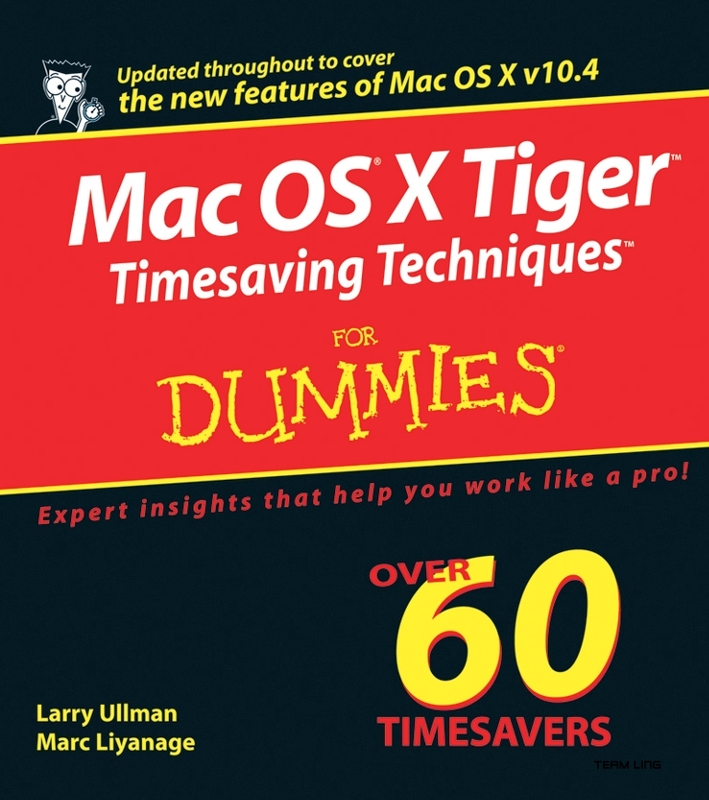 Updated throughout to cover
the new features of Mac OS X v10.4
Mac OS® X Tiger™
Timesaving Techniques™
FOR
DUMMIES®
Expert insights that help you work like a pro!
OVER
60
TIMESAVERS
Larry Ullman
Marc Liyanage
TEAM LING